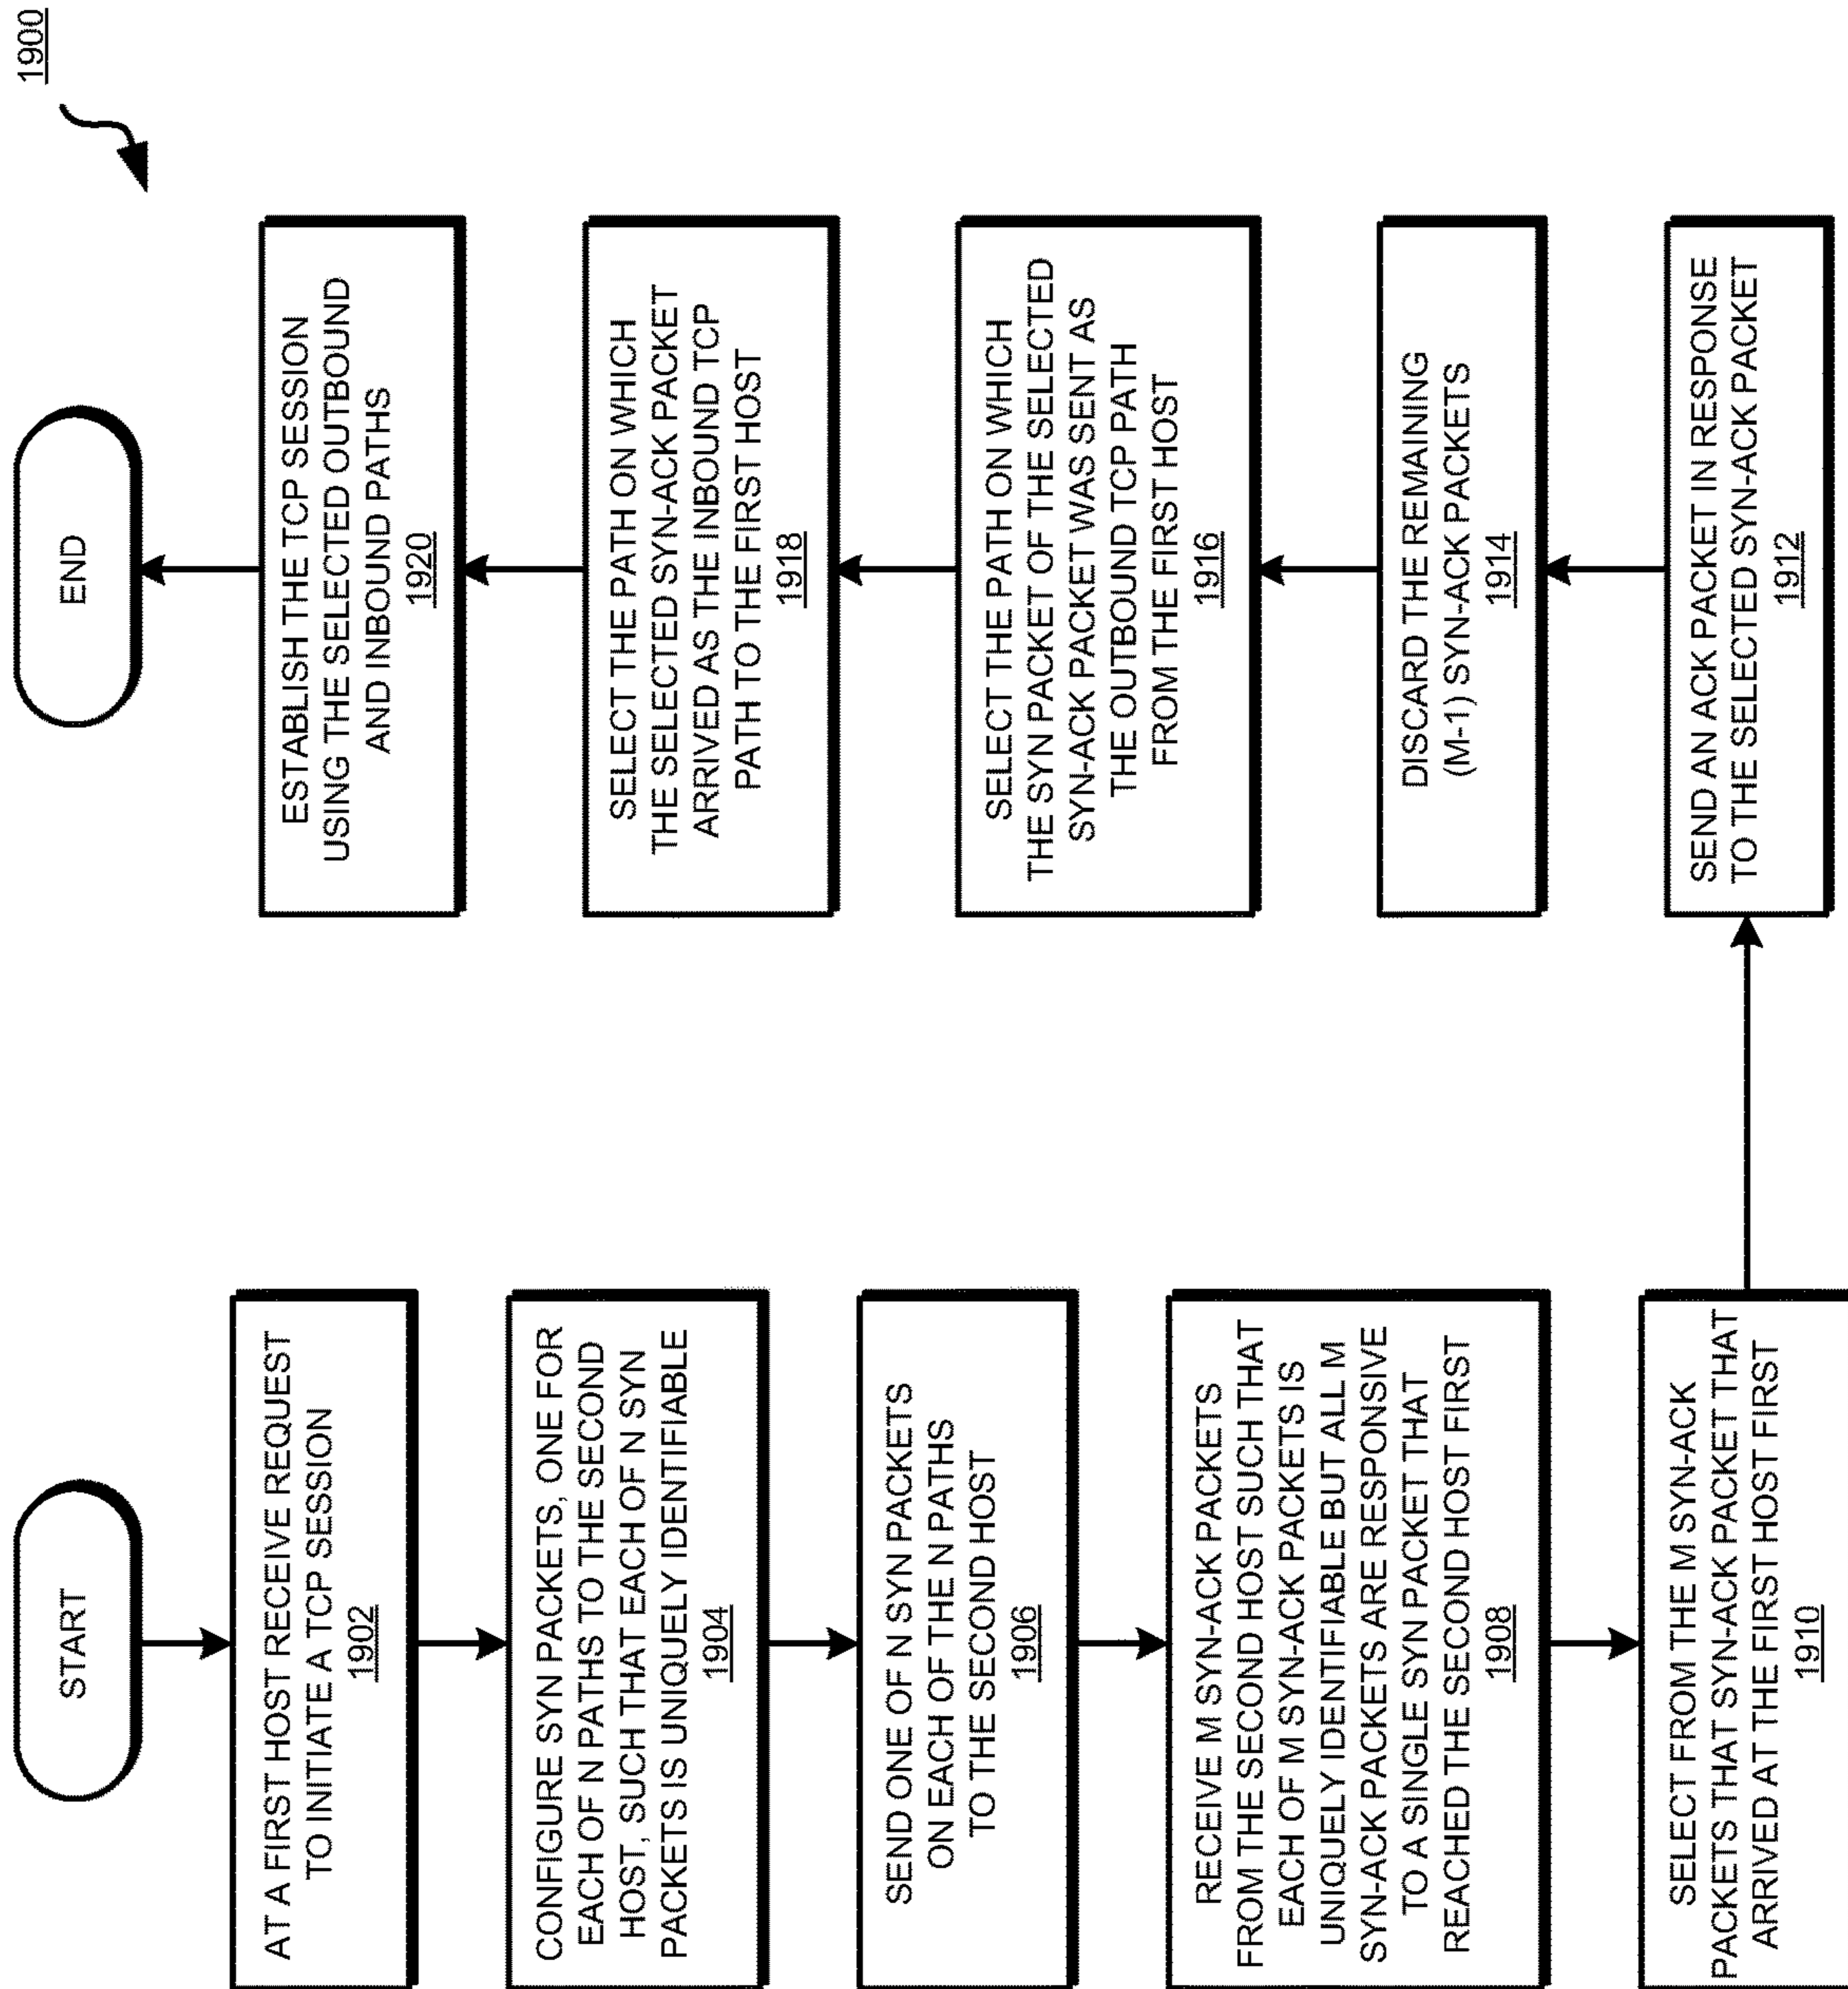 1900
START
AT A FIRST HOST RECEIVE REQUEST
TO INITIATE A TCP SESSION
1902
CONFIGURE SYN PACKETS, ONE FOR
EACH OF N PATHS TO THE SECOND
HOST, SUCH THAT EACH OF N SYN
PACKETS IS UNIQUELY IDENTIFIABLE
1904
SEND ONE OF N SYN PACKETS
ON EACH OF THE N PATHS
TO THE SECOND HOST
1906
RECEIVE M SYN-ACK PACKETS
FROM THE SECOND HOST SUCH THAT
EACH OF M SYN-ACK PACKETS IS
UNIQUELY IDENTIFIABLE BUT ALL M
SYN-ACK PACKETS ARE RESPONSIVE
TO A SINGLE SYN PACKET THAT
REACHED THE SECOND HOST FIRST
1908
SELECT FROM THE M SYN-ACK
PACKETS THAT SYN-ACK PACKET THAT
ARRIVED AT THE FIRST HOST FIRST
1910
SEND AN ACK PACKET IN RESPONSE
TO THE SELECTED SYN-ACK PACKET
1912
DISCARD THE REMAINING
(M-1) SYN-ACK PACKETS
1914
SELECT THE PATH ON WHICH
THE SYN PACKET OF THE SELECTED
SYN-ACK PACKET WAS SENT AS
THE OUTBOUND TCP PATH
FROM THE FIRST HOST
1916
SELECT THE PATH ON WHICH
THE SELECTED SYN-ACK PACKET
ARRIVED AS THE INBOUND TCP
PATH TO THE FIRST HOST
1918
ESTABLISH THE TCP SESSION
USING THE SELECTED OUTBOUND
AND INBOUND PATHS
1920
END